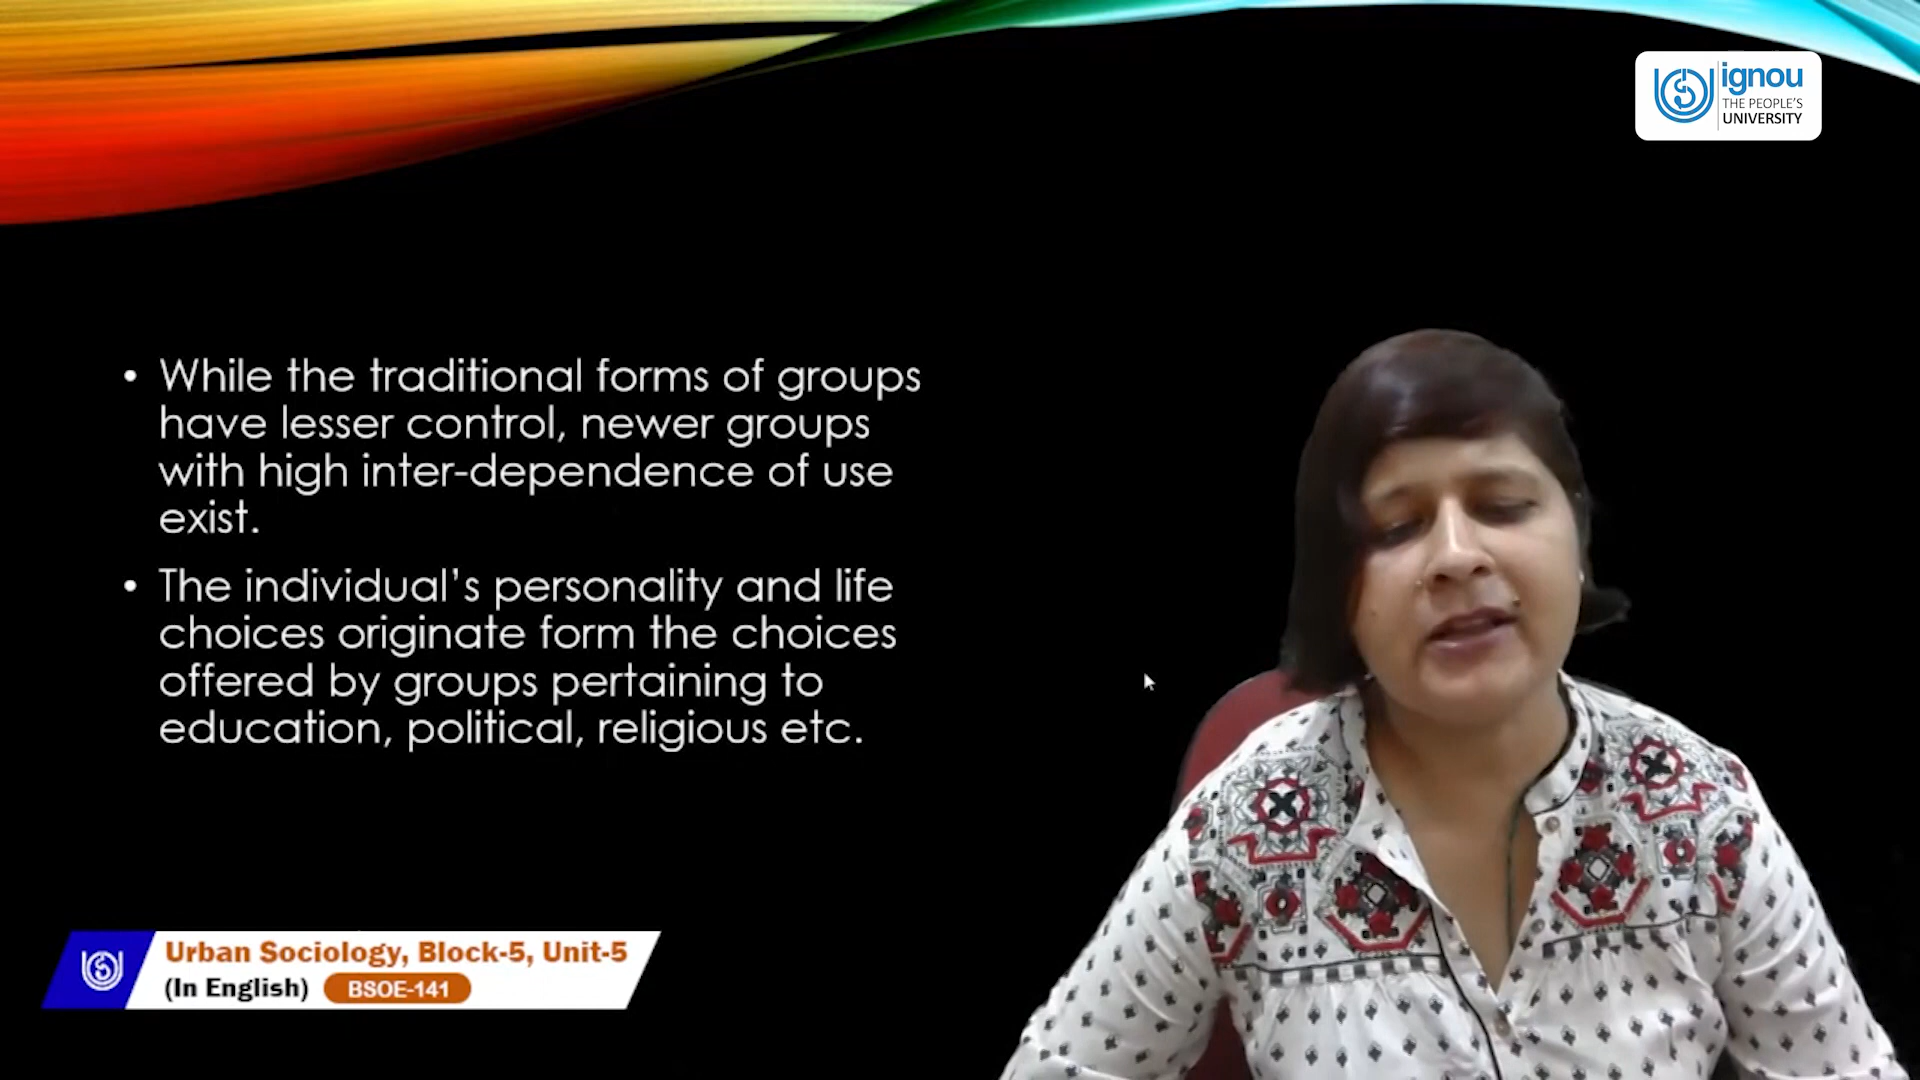 ignou
THE PEOPLE'S
UNIVERSITY
• While the traditional forms of groups
have lesser control, newer groups
with high inter-dependence of use
exist.
• The individual's personality and life
choices originate form the choices
offered by groups pertaining to
education, political, religious etc.
Urban Sociology, Block-5, Unit-5
(In English) BSOE-141